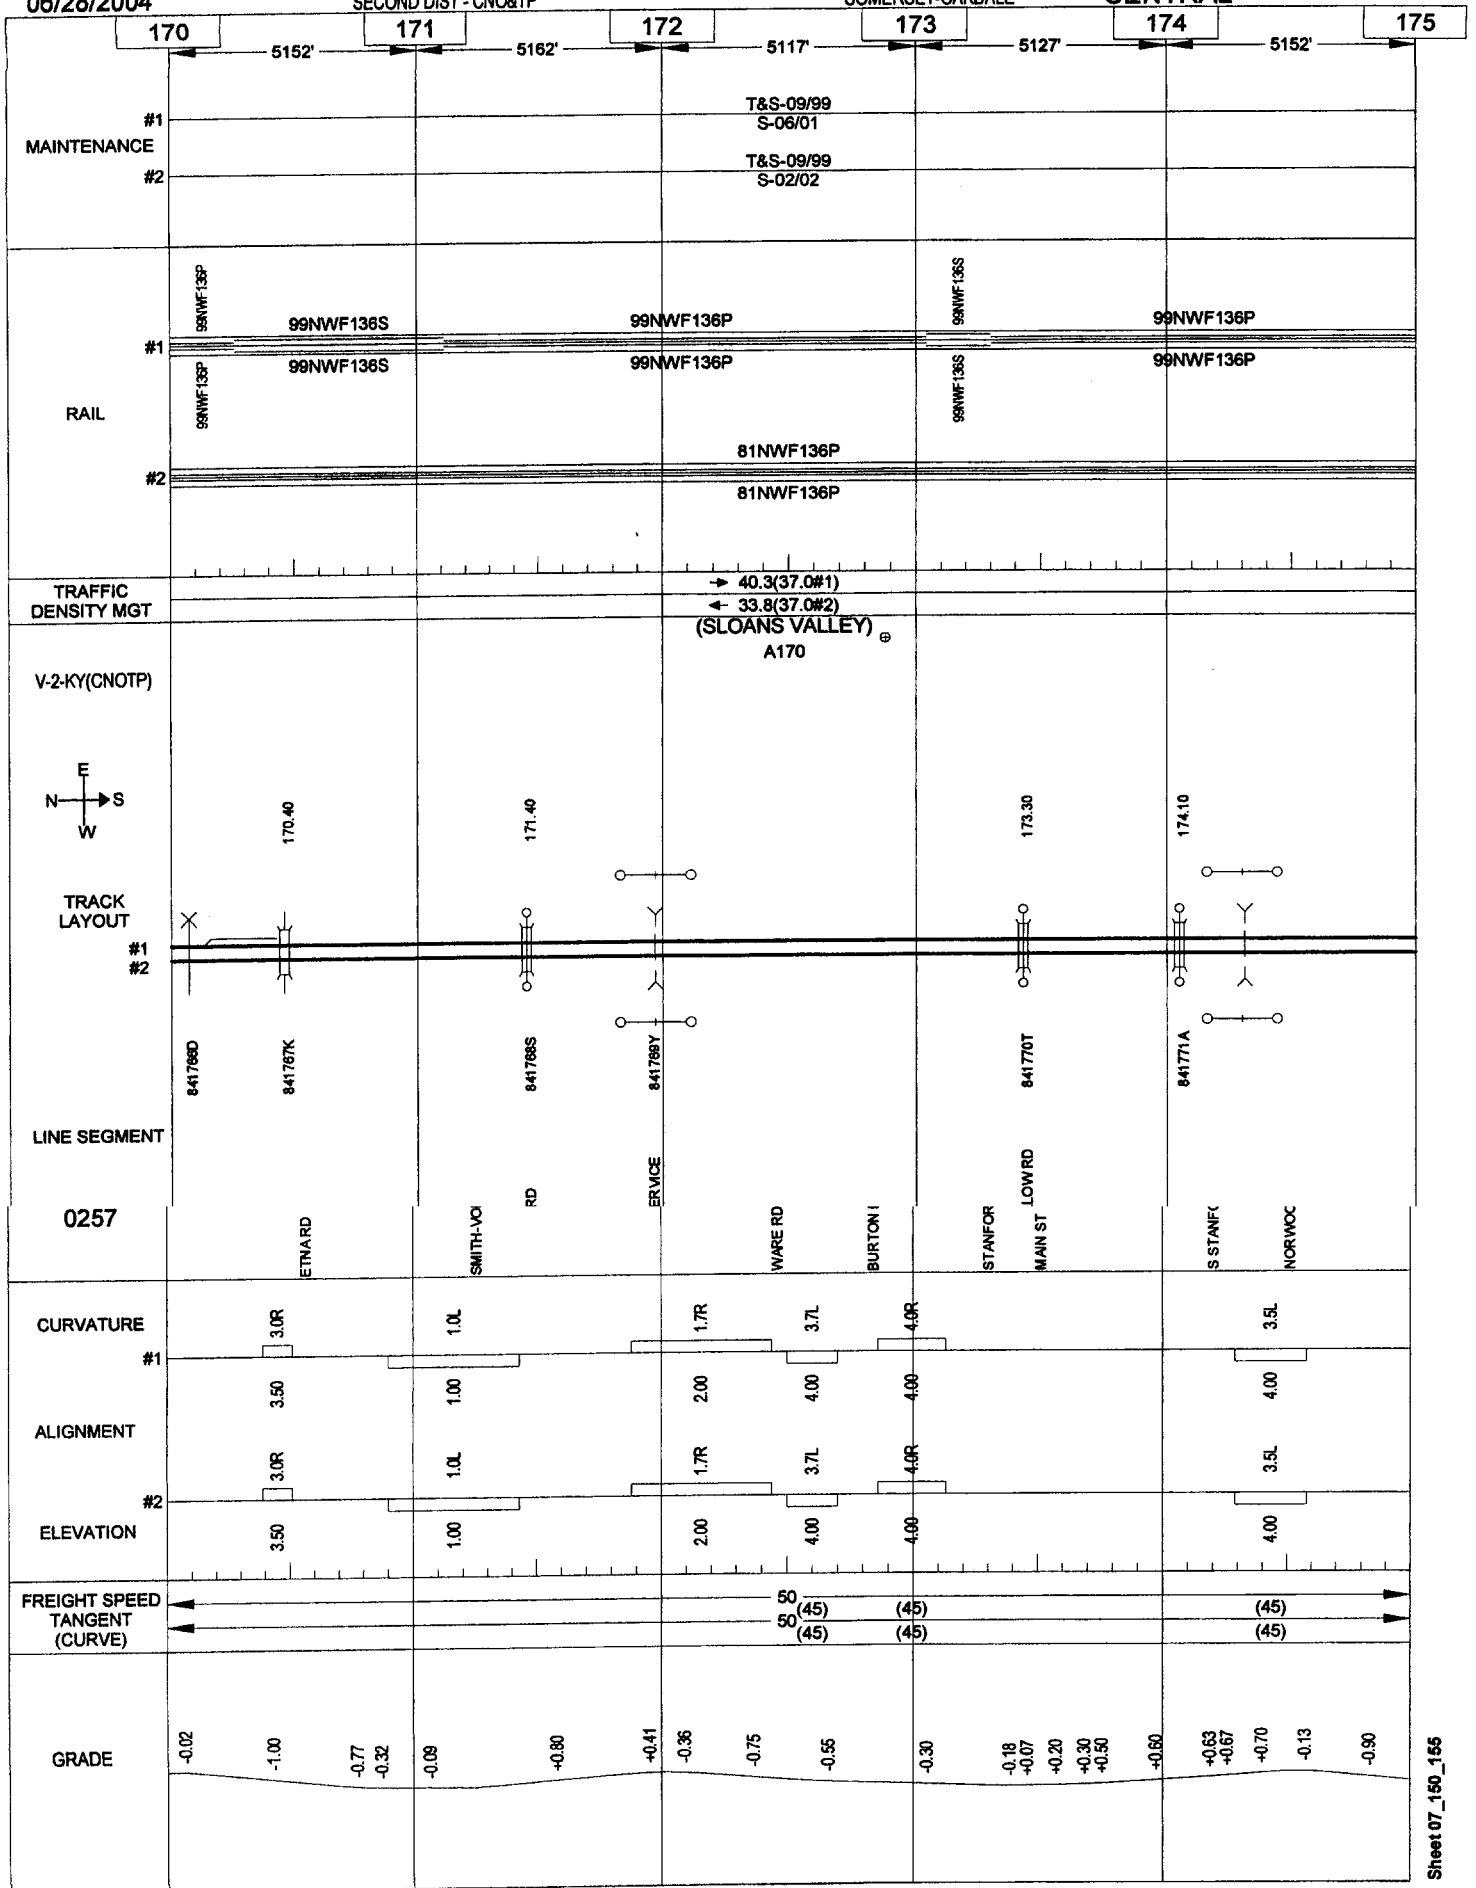 06/28/2004 SECOND DIST - CNO&TP
170 171 172 173 174 175
5152' 5162' 5117' 5127' 5152'
MAINTENANCE
#1 T&S-09/99
S-06/01
#2 T&S-09/99
S-02/02
RAIL
99NWF136P 99NWF136S
#1 99NWF136S 99NWF136P 99NWF136P
99NWF136S 99NWF136P 99NWF136P
99NWF136P 99NWF136S
81NWF136P
#2
81NWF136P
TRAFFIC DENSITY MGT
40.3(37.0#1)
33.8(37.0#2)
(SLOANS VALLEY)
A170
V-2-KY(CNOTP)
E
N S
W
170.40 171.40 173.30 174.10
TRACK LAYOUT
#1
#2
841766D 841767K 841768S 841769Y 841770T 841771A
LINE SEGMENT
RD ERVICE LOW RD
0257
ETNA RD SMITH-VO WARE RD BURTON STANFOR MAIN ST S STANF NORWOC
CURVATURE
3.0R 1.0L 1.7R 3.7L 4.0R 3.5L
#1
3.50 1.00 2.00 4.00 4.00 4.00
ALIGNMENT
3.0R 1.0L 1.7R 3.7L 4.0R 3.5L
#2
ELEVATION
3.50 1.00 2.00 4.00 4.00 4.00
FREIGHT SPEED
TANGENT
(CURVE)
50 (45) (45) (45)
50 (45) (45) (45)
GRADE
-0.02 -1.00 -0.77 -0.32 -0.09 +0.80 +0.41 -0.36 -0.75 -0.55 -0.30 -0.18 +0.07 +0.20 +0.30 +0.50 +0.60 +0.63 +0.67 +0.70 -0.13 -0.90
Sheet 07_150_155